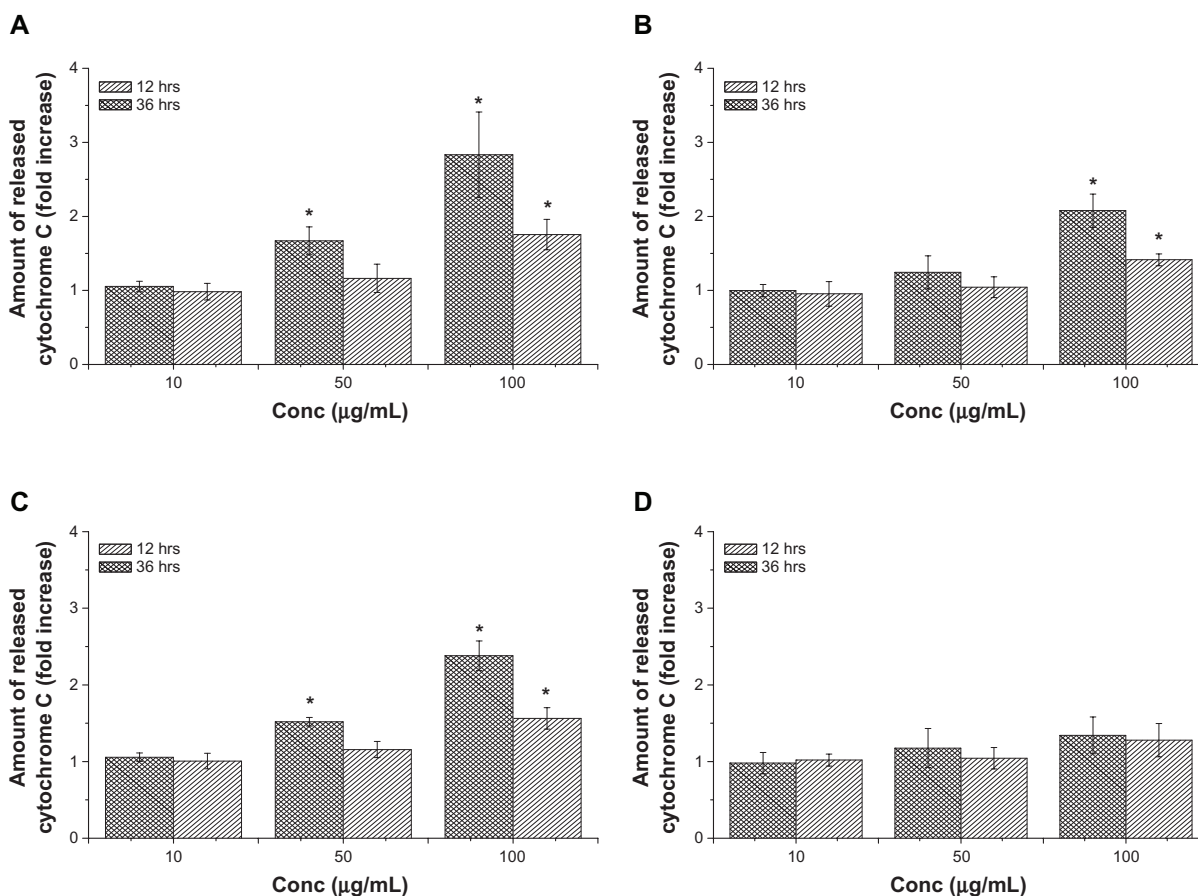 A
Amount of released
cytochrome C (fold increase)
4
3
2
1
0
12 hrs
36 hrs
*
*
*
10
50
100
Conc (μg/mL)
B
Amount of released
cytochrome C (fold increase)
4
3
2
1
0
12 hrs
36 hrs
*
*
10
50
100
Conc (μg/mL)
C
Amount of released
cytochrome C (fold increase)
4
3
2
1
0
12 hrs
36 hrs
*
*
*
10
50
100
Conc (μg/mL)
D
Amount of released
cytochrome C (fold increase)
4
3
2
1
0
12 hrs
36 hrs
10
50
100
Conc (μg/mL)